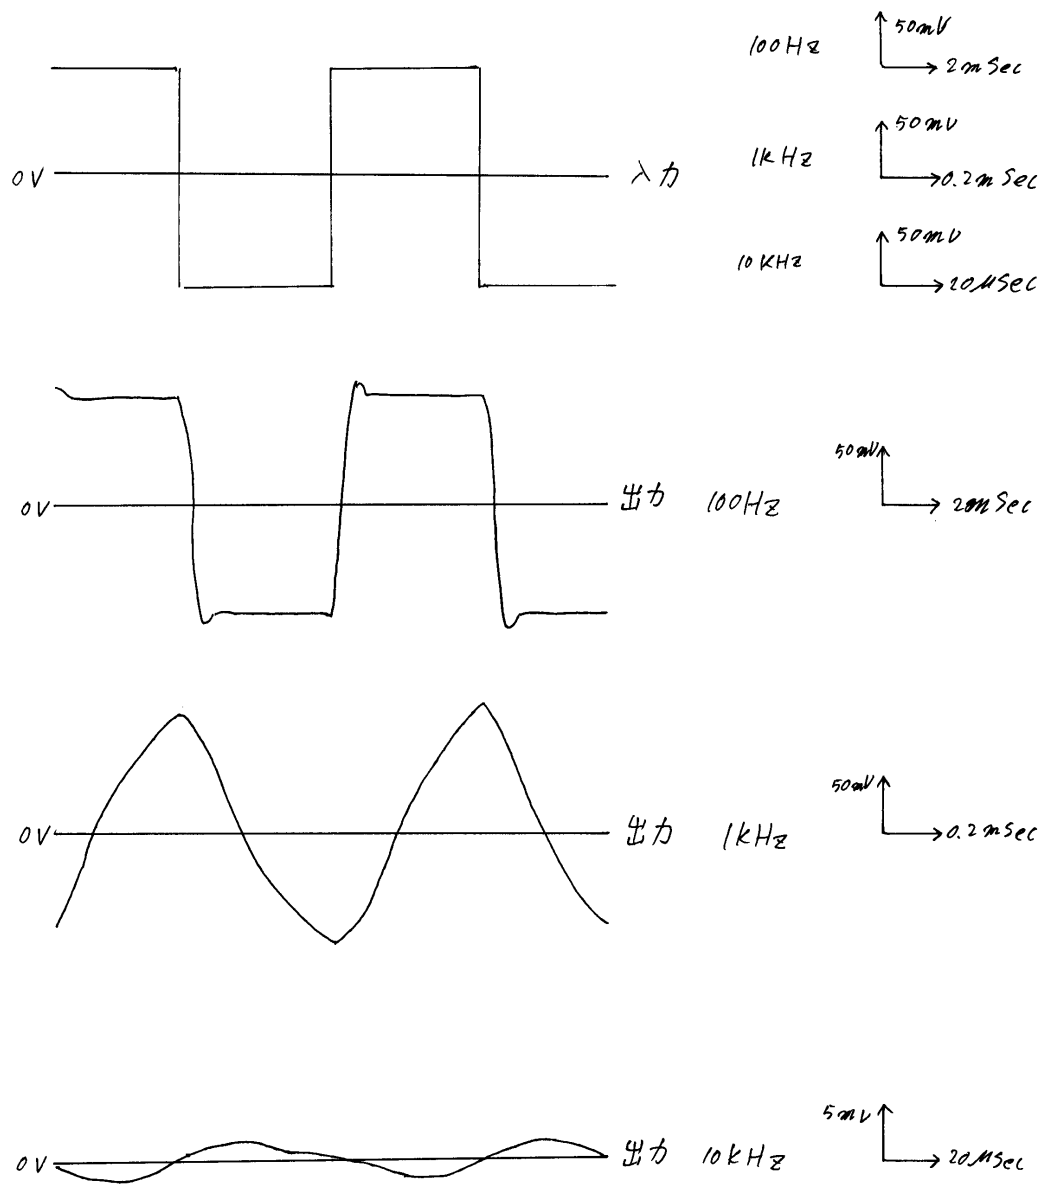 100Hz 50mV
2mSec
0V 入力 1kHz 50mV
0.2mSec
10KHz 50mV
20μSec
0V 出力 100Hz 50mV
2mSec
0V 出力 1kHz 50mV
0.2mSec
0V 出力 10kHz 5mV
20μSec